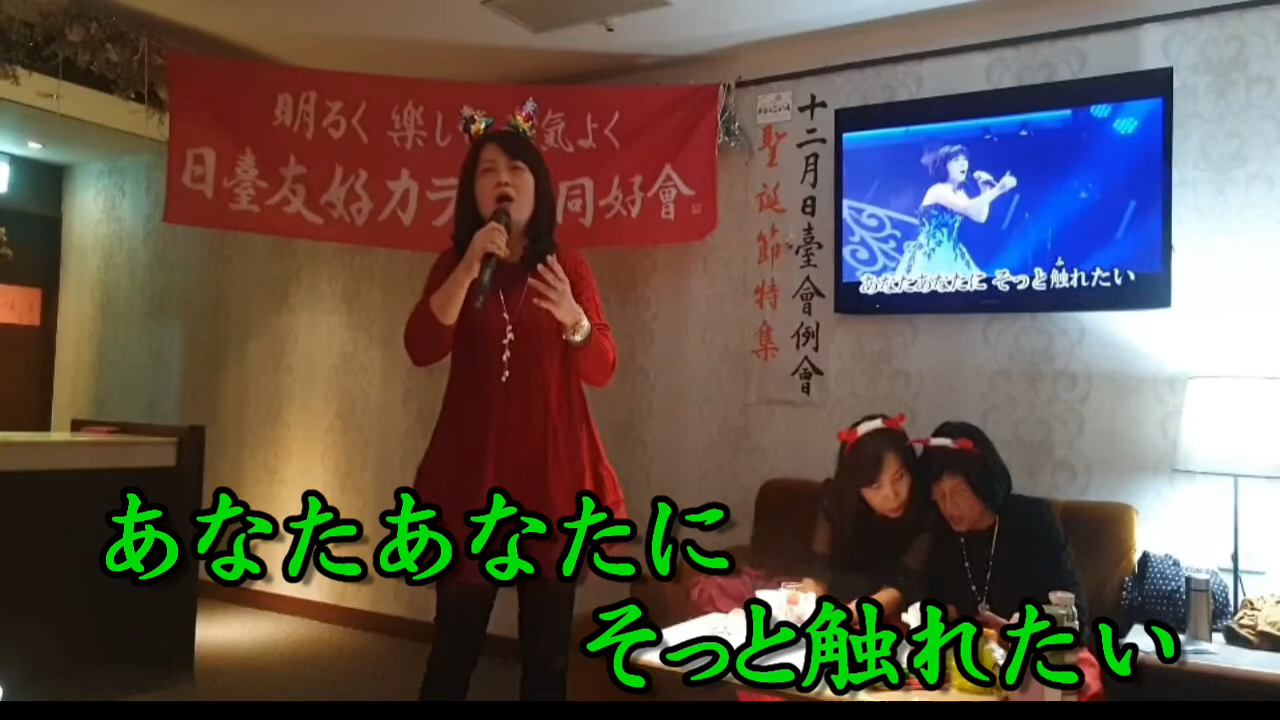 明るく 楽し 氣よく
日臺友好カラ 同好會
十二月日臺會例會
聖誕節特集
あなたあなたに そっと触れたい
ふ
あなたあなたに
そっと触れたい